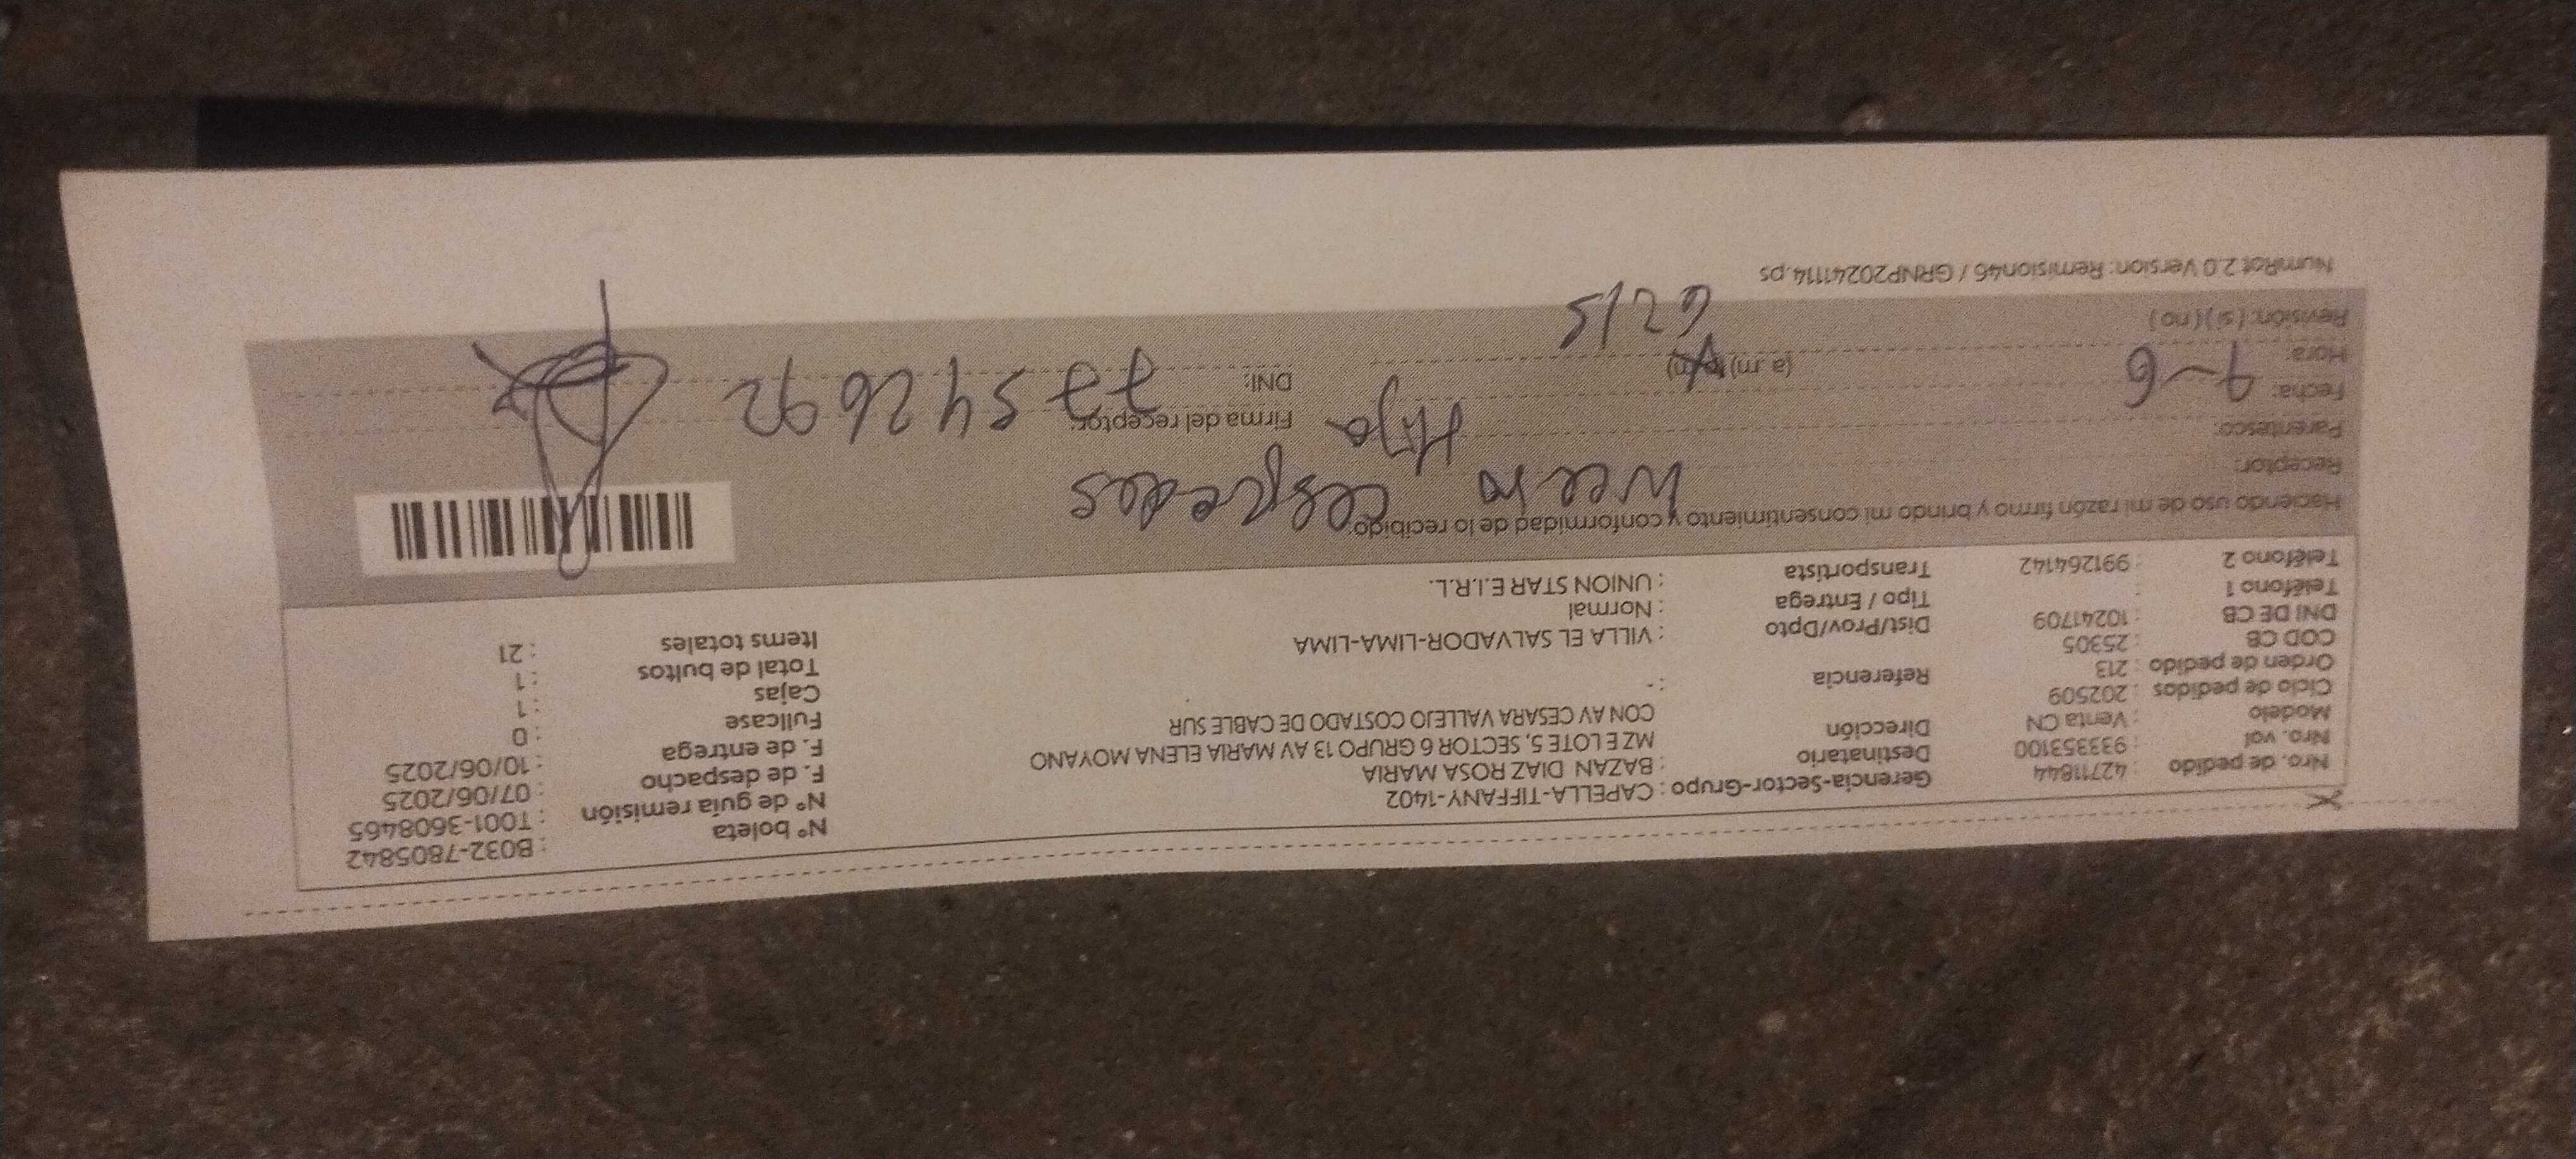 Nro. de pedido : 42711844
Nro. vol : 933353100
Modelo : Venta CN
Ciclo de pedidos : 202509
Orden de pedido : 213
COD CB : 25305
DNI DE CB : 10241709
Teléfono 1 :
Teléfono 2 : 991264142
Gerencia-Sector-Grupo : CAPELLA-TIFFANY-1402
Destinatario : BAZAN DIAZ ROSA MARIA
Dirección MZ E LOTE 5, SECTOR 6 GRUPO 13 AV MARIA ELENA MOYANO
CON AV CESARA VALLEJO COSTADO DE CABLE SUR
Referencia : -
Dist/Prov/Dpto : VILLA EL SALVADOR-LIMA-LIMA
Tipo / Entrega : Normal
Transportista : UNION STAR E.I.R.L.
N° boleta : B032-7805842
N° de guía remisión : T001-3608465
F. de despacho : 07/06/2025
F. de entrega : 10/06/2025
Fullcase : 0
Cajas : 1
Total de bultos : 1
Items totales : 21
Haciendo uso de mi razón firmo y brindo mi consentimiento y conformidad de lo recibido.
Receptor: Cespedes
Parentesco: Hija
Fecha: 7-6
Hora: (a.m) (p.m) 6215
Revisión: ( si ) ( no )
Firma del receptor:
DNI: 77542692
NumRot 2.0 Version: Remision46 / GRNP20241114.ps